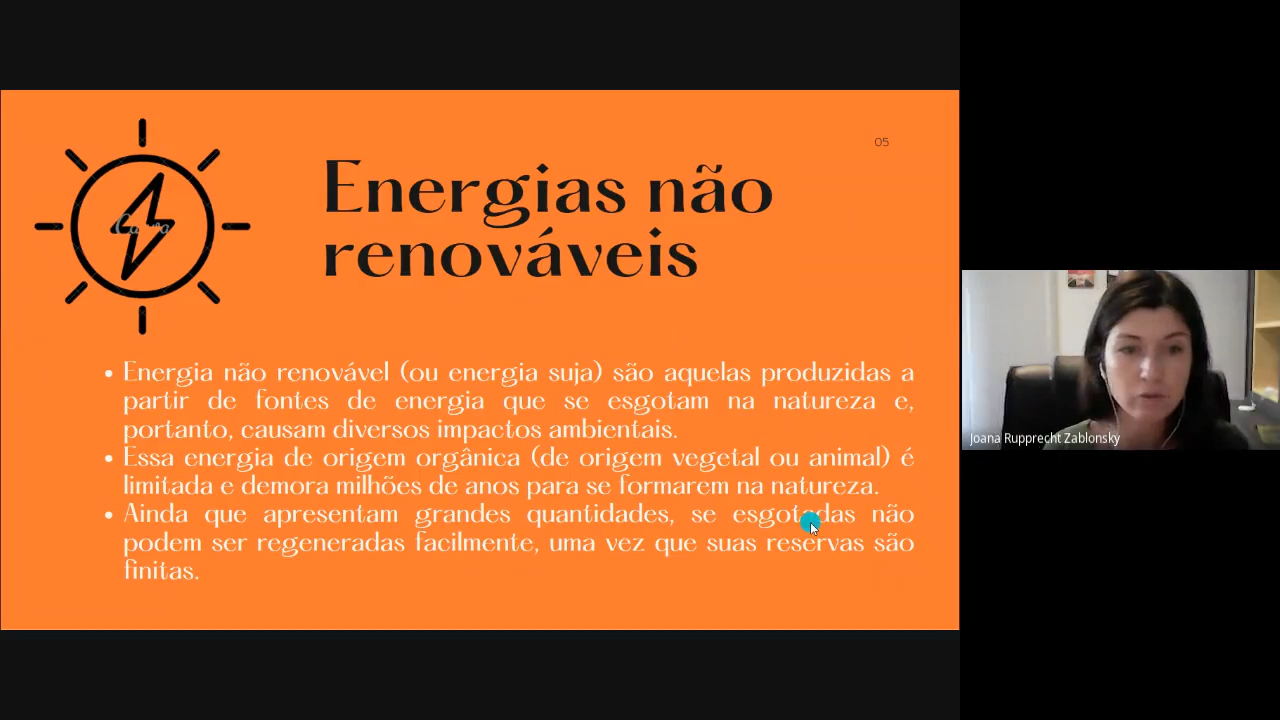 05
Energias não
renováveis
Canva
• Energia não renovável (ou energia suja) são aquelas produzidas a
partir de fontes de energia que se esgotam na natureza e,
portanto, causam diversos impactos ambientais.
• Essa energia de origem orgânica (de origem vegetal ou animal) é
limitada e demora milhões de anos para se formarem na natureza.
• Ainda que apresentam grandes quantidades, se esgotadas não
podem ser regeneradas facilmente, uma vez que suas reservas são
finitas.
Joana Rupprecht Zablonsky